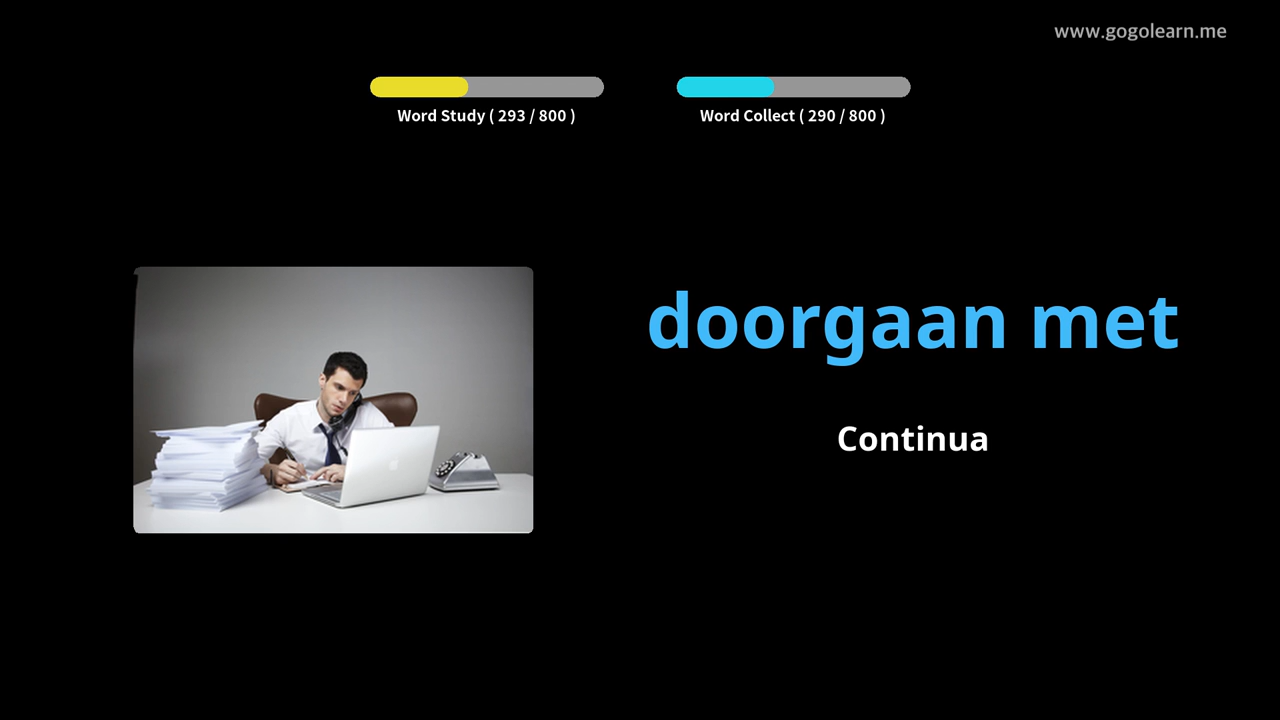 www.gogolearn.me
Word Study ( 293 / 800 )
Word Collect ( 290 / 800 )
doorgaan met
Continua